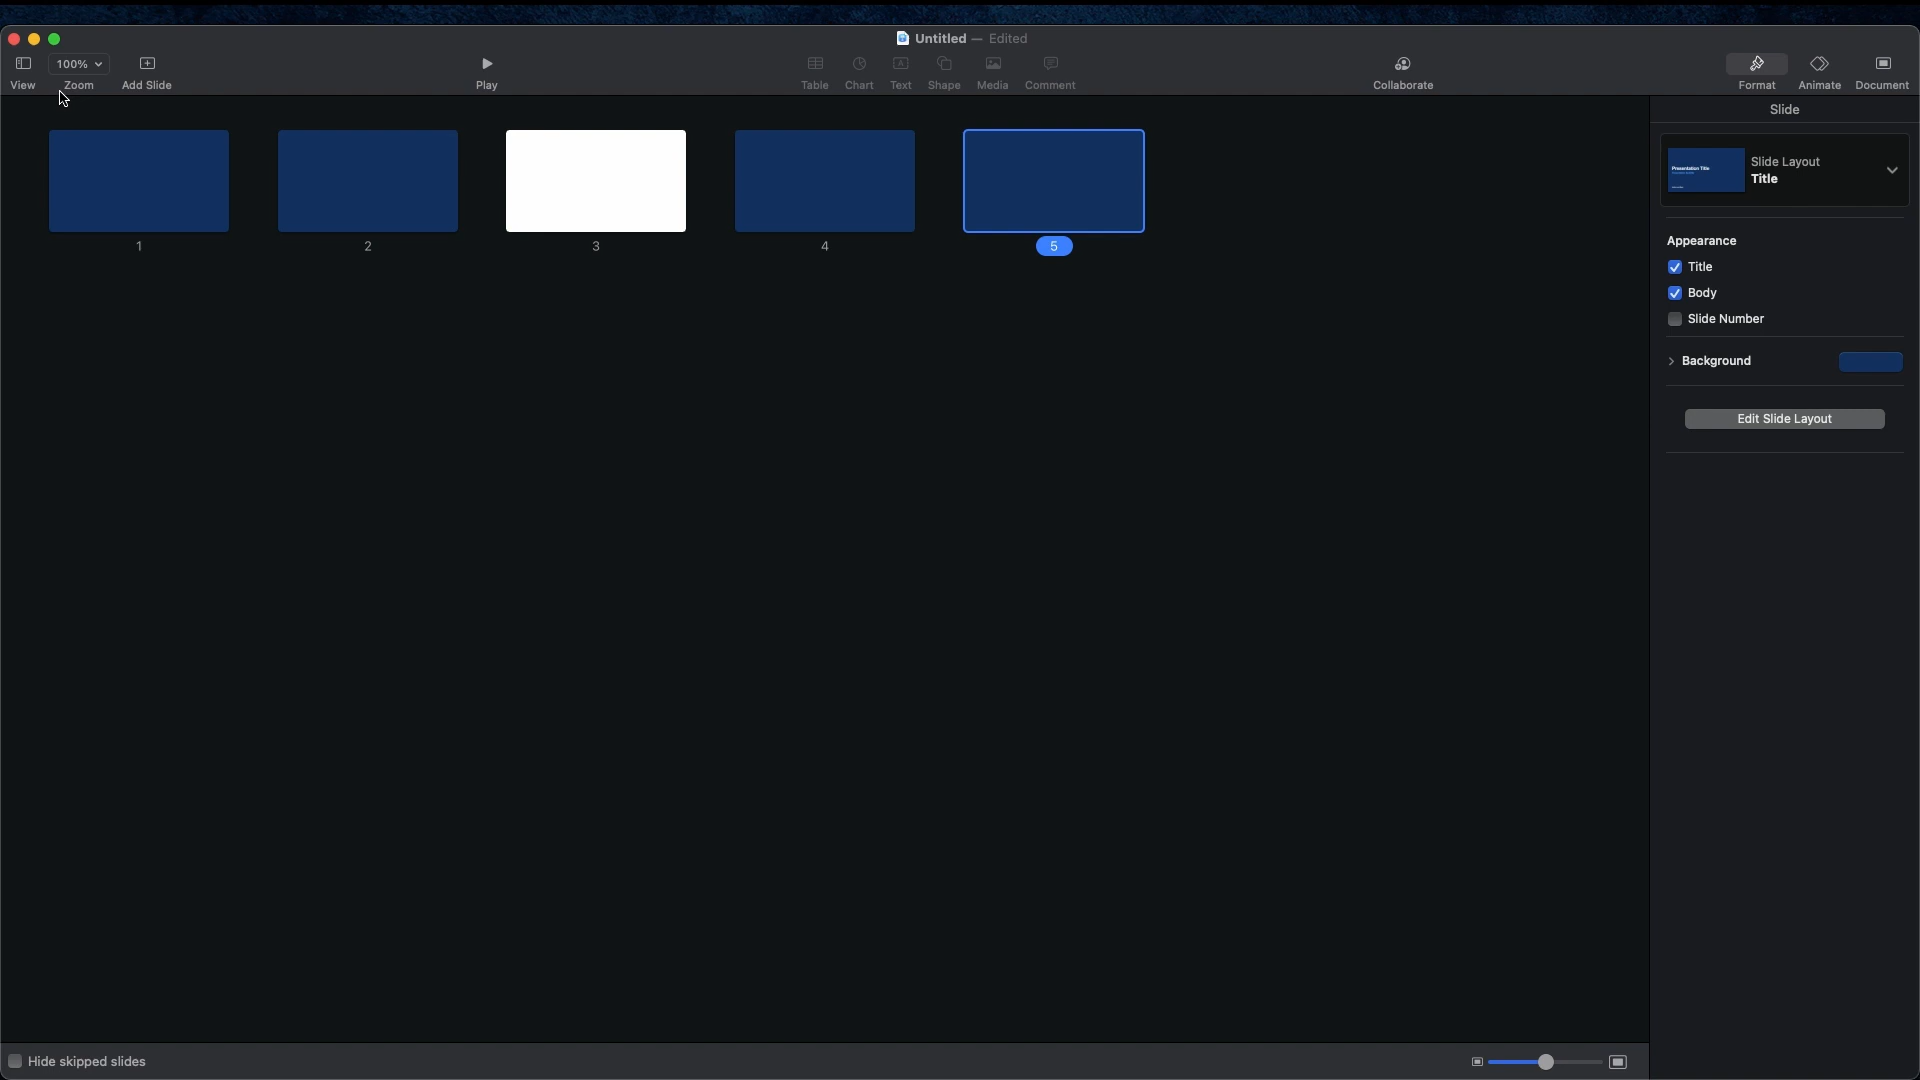 Untitled — Edited
100%
View
Zoom
Add Slide
Play
Table
Chart
Text
Shape
Media
Comment
Collaborate
Format
Animate
Document
Slide
1
2
3
4
5
Presentation Title
Slide Layout
Title
Appearance
Title
Body
Slide Number
Background
Edit Slide Layout
Hide skipped slides